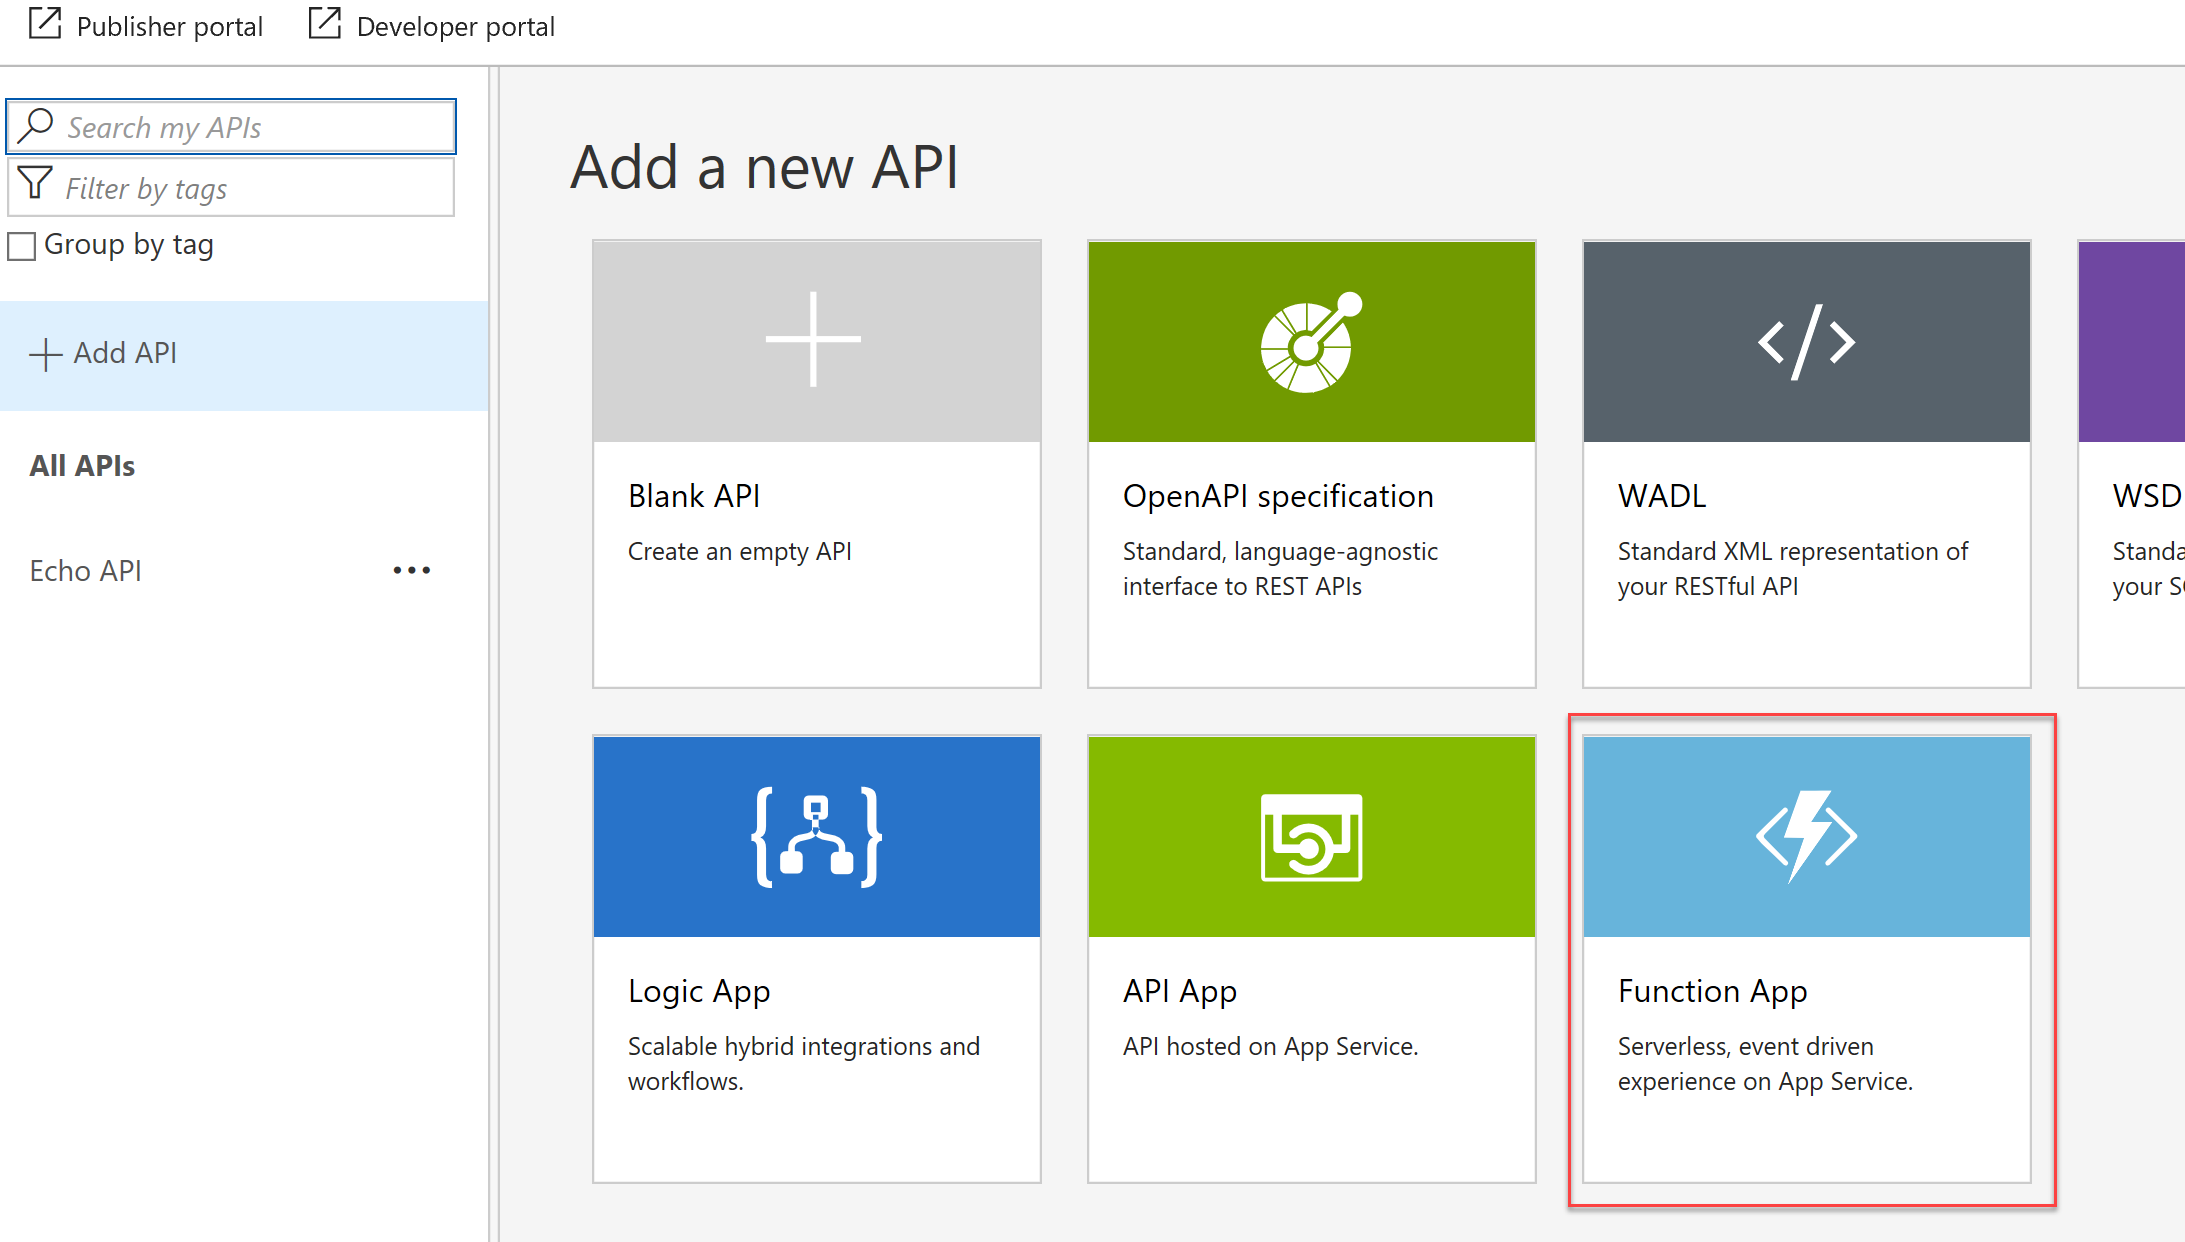 Publisher portal
Developer portal
Search my APIs
Filter by tags
Group by tag
Add API
All APIs
Echo API
Add a new API
Blank API
Create an empty API
OpenAPI specification
Standard, language-agnostic
interface to REST APIs
WADL
Standard XML representation of
your RESTful API
WSD
Standa
your S
Logic App
Scalable hybrid integrations and
workflows.
API App
API hosted on App Service.
Function App
Serverless, event driven
experience on App Service.